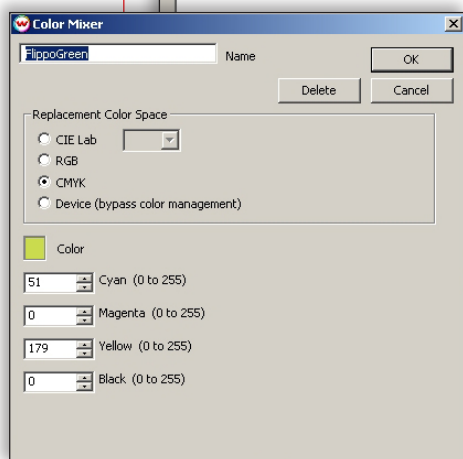 Color Mixer
FlippoGreen Name OK
Delete Cancel
Replacement Color Space
CIE Lab
RGB
CMYK
Device (bypass color management)
Color
51 Cyan (0 to 255)
0 Magenta (0 to 255)
179 Yellow (0 to 255)
0 Black (0 to 255)